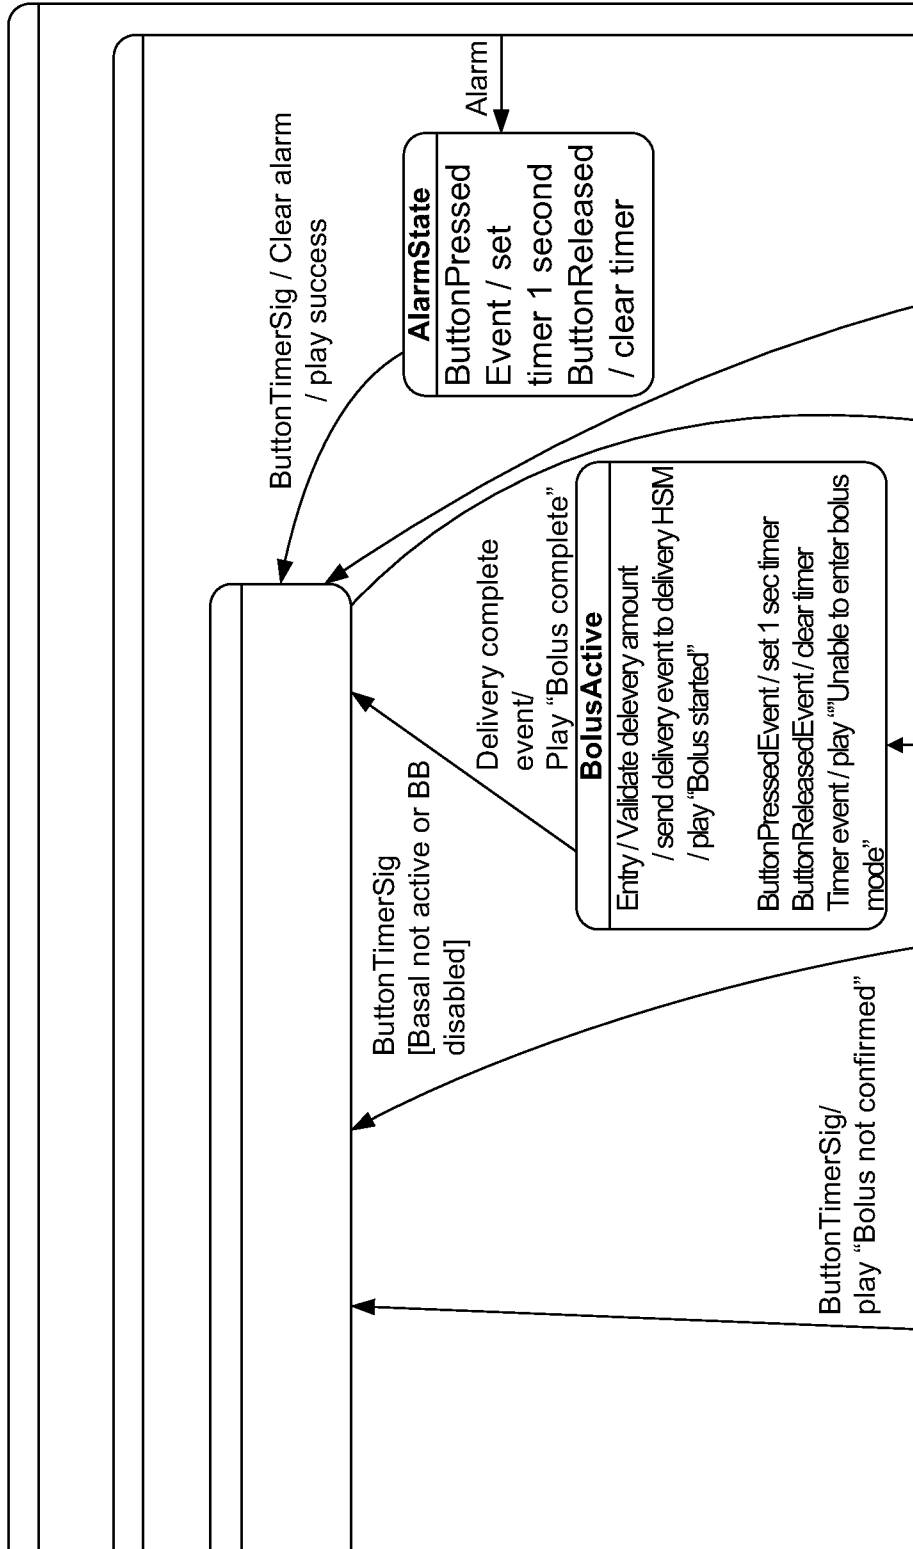 Alarm
AlarmState
ButtonPressed
Event / set
timer 1 second
ButtonReleased
/ clear timer
ButtonTimerSig / Clear alarm
/ play success
Delivery complete
event/
Play “Bolus complete”
BolusActive
Entry / Validate delevery amount
/ send delivery event to delivery HSM
/ play “Bolus started”
ButtonPressedEvent / set 1 sec timer
ButtonReleasedEvent / clear timer
Timer event / play “”Unable to enter bolus
mode”
ButtonTimerSig
[Basal not active or BB
disabled]
ButtonTimerSig/
play “Bolus not confirmed”